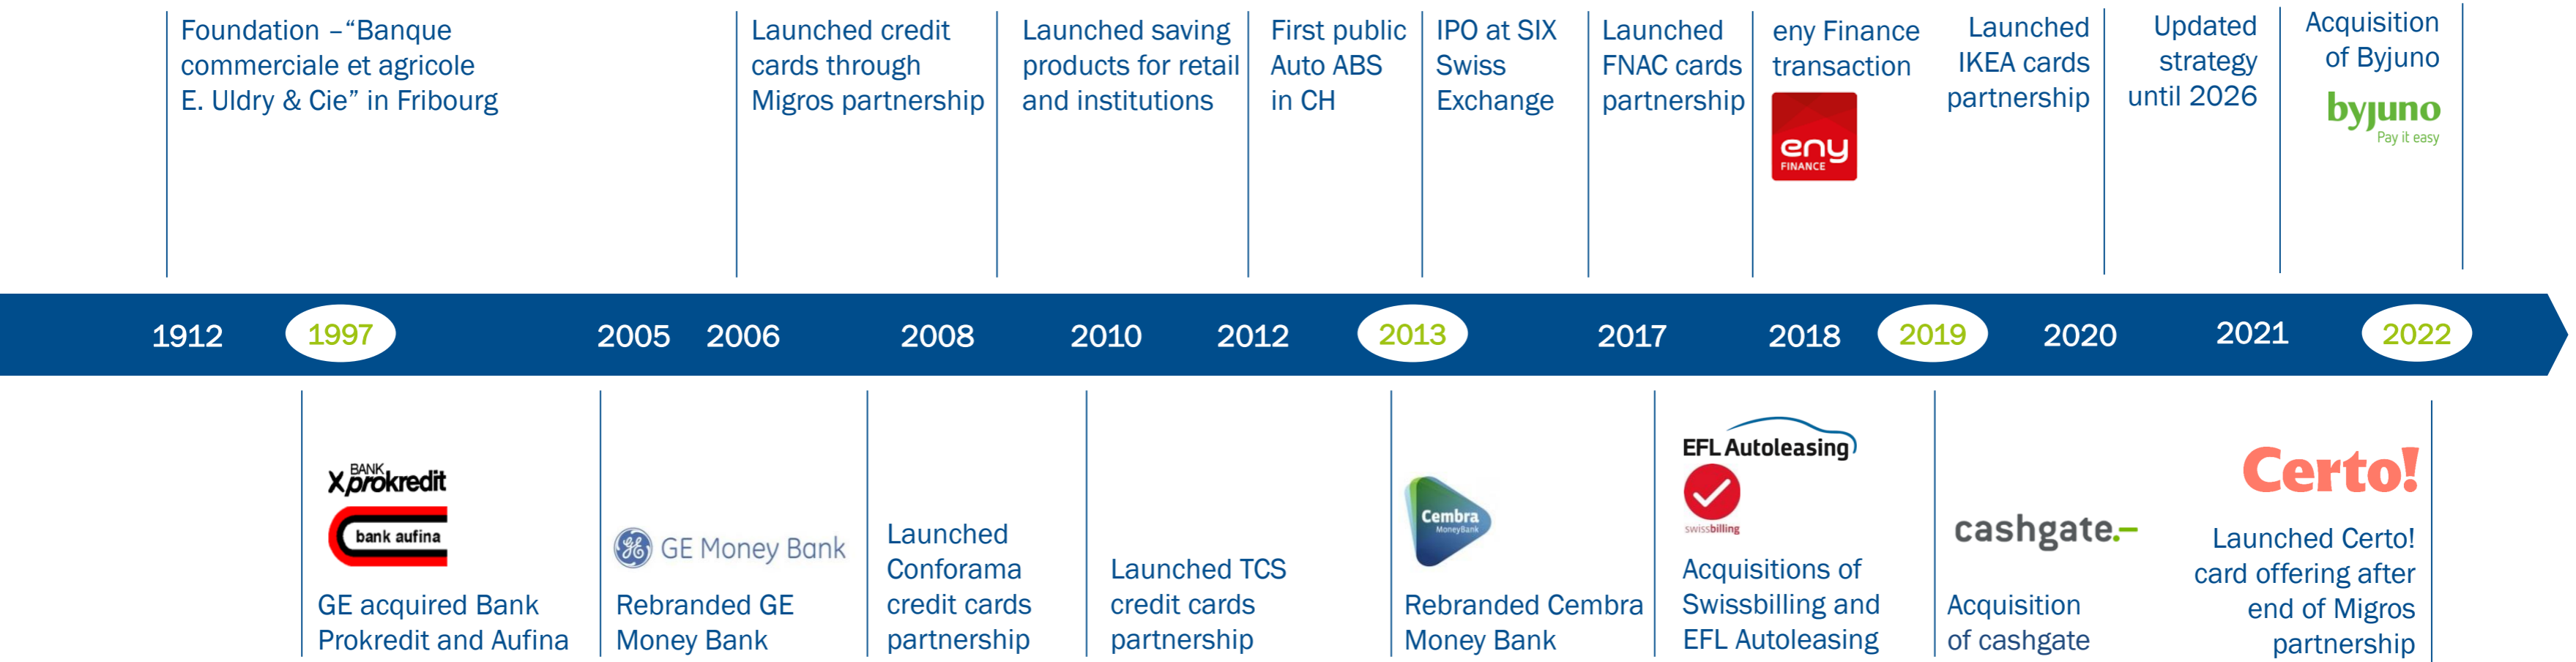 Foundation –“Banque
commerciale et agricole
E. Uldry & Cie” in Fribourg
Launched credit
cards through
Migros partnership
Launched saving
products for retail
and institutions
First public
Auto ABS
in CH
IPO at SIX
Swiss
Exchange
Launched
FNAC cards
partnership
eny Finance
transaction
eny
FINANCE
Launched
IKEA cards
partnership
Updated
strategy
until 2026
Acquisition
of Byjuno
byjuno
Pay it easy
1912 1997 2005 2006 2008 2010 2012 2013 2017 2018 2019 2020 2021 2022
BANK
Xprokredit
bank aufina
GE acquired Bank
Prokredit and Aufina
GE GE Money Bank
Rebranded GE
Money Bank
Launched
Conforama
credit cards
partnership
Launched TCS
credit cards
partnership
Cembra
MoneyBank
Rebranded Cembra
Money Bank
EFL Autoleasing
swissbilling
Acquisitions of
Swissbilling and
EFL Autoleasing
cashgate.–
Acquisition
of cashgate
Certo!
Launched Certo!
card offering after
end of Migros
partnership